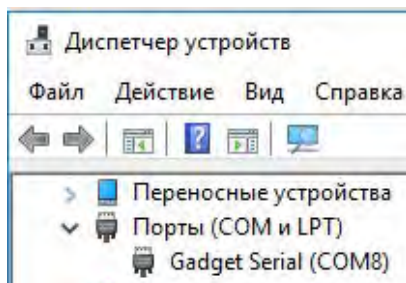 Диспетчер устройств
Файл Действие Вид Справка
Переносные устройства
Порты (COM и LPT)
Gadget Serial (COM8)